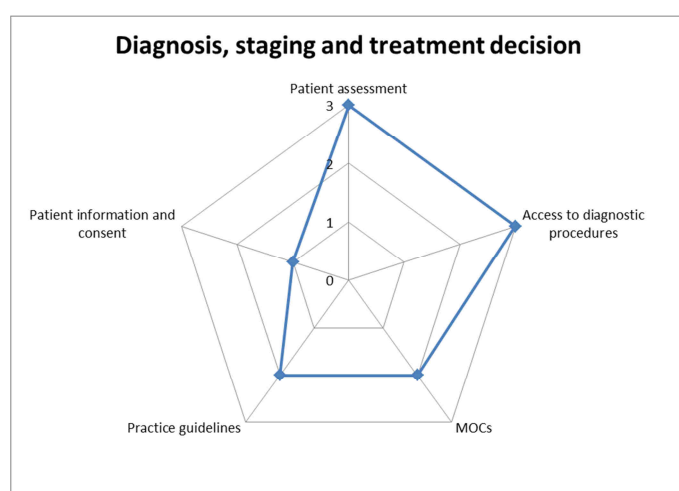 Diagnosis, staging and treatment decision
Patient assessment
3
2
1
0
Access to diagnostic
procedures
Patient information and
consent
Practice guidelines
MOCs